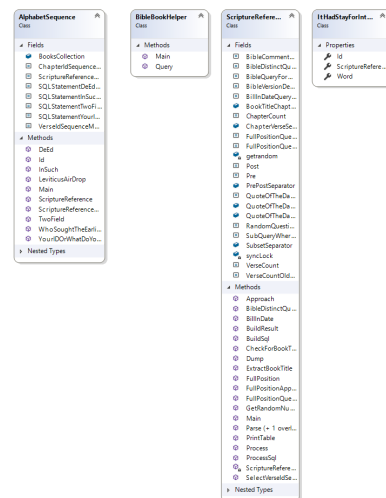 AlphabetSequence
Class
Fields
BooksCollection
ChapterIdSequence...
ScriptureReference...
SQLStatementDeEd...
SQLStatementInSuc...
SQLStatementTwoFi...
SQLStatementYourI...
VerseIdSequenceM...
Methods
DeEd
Id
InSuch
LeviticusAirDrop
Main
ScriptureReference
ScriptureReference...
TwoField
WhoSoughtTheEarli...
YourIDOrWhatDoYo...
Nested Types
BibleBookHelper
Class
Methods
Main
Query
ScriptureRefere...
Class
Fields
BibleComment...
BibleDistinctQu...
BibleQueryFor...
BibleVersionDe...
BillInDateQuery...
BookTitleChapt...
ChapterCount
ChapterVerseSe...
FullPositionQue...
FullPositionQue...
getrandom
Post
Pre
PrePostSeparator
QuoteOfTheDa...
QuoteOfTheDa...
QuoteOfTheDa...
RandomQuesti...
SubQueryWher...
SubsetSeparator
syncLock
VerseCount
VerseCountOld...
Methods
Approach
BibleDistinctQu...
BillInDate
BuildResult
BuildSql
CheckForBookT...
Dump
ExtractBookTitle
FullPosition
FullPositionApp...
FullPositionQue...
GetRandomNu...
Main
Parse (+ 1 overl...
PrintTable
Process
ProcessSql
ScriptureRefere...
SelectVerseIdSe...
Nested Types
ItHadStayForInt...
Class
Properties
Id
ScriptureRefere...
Word